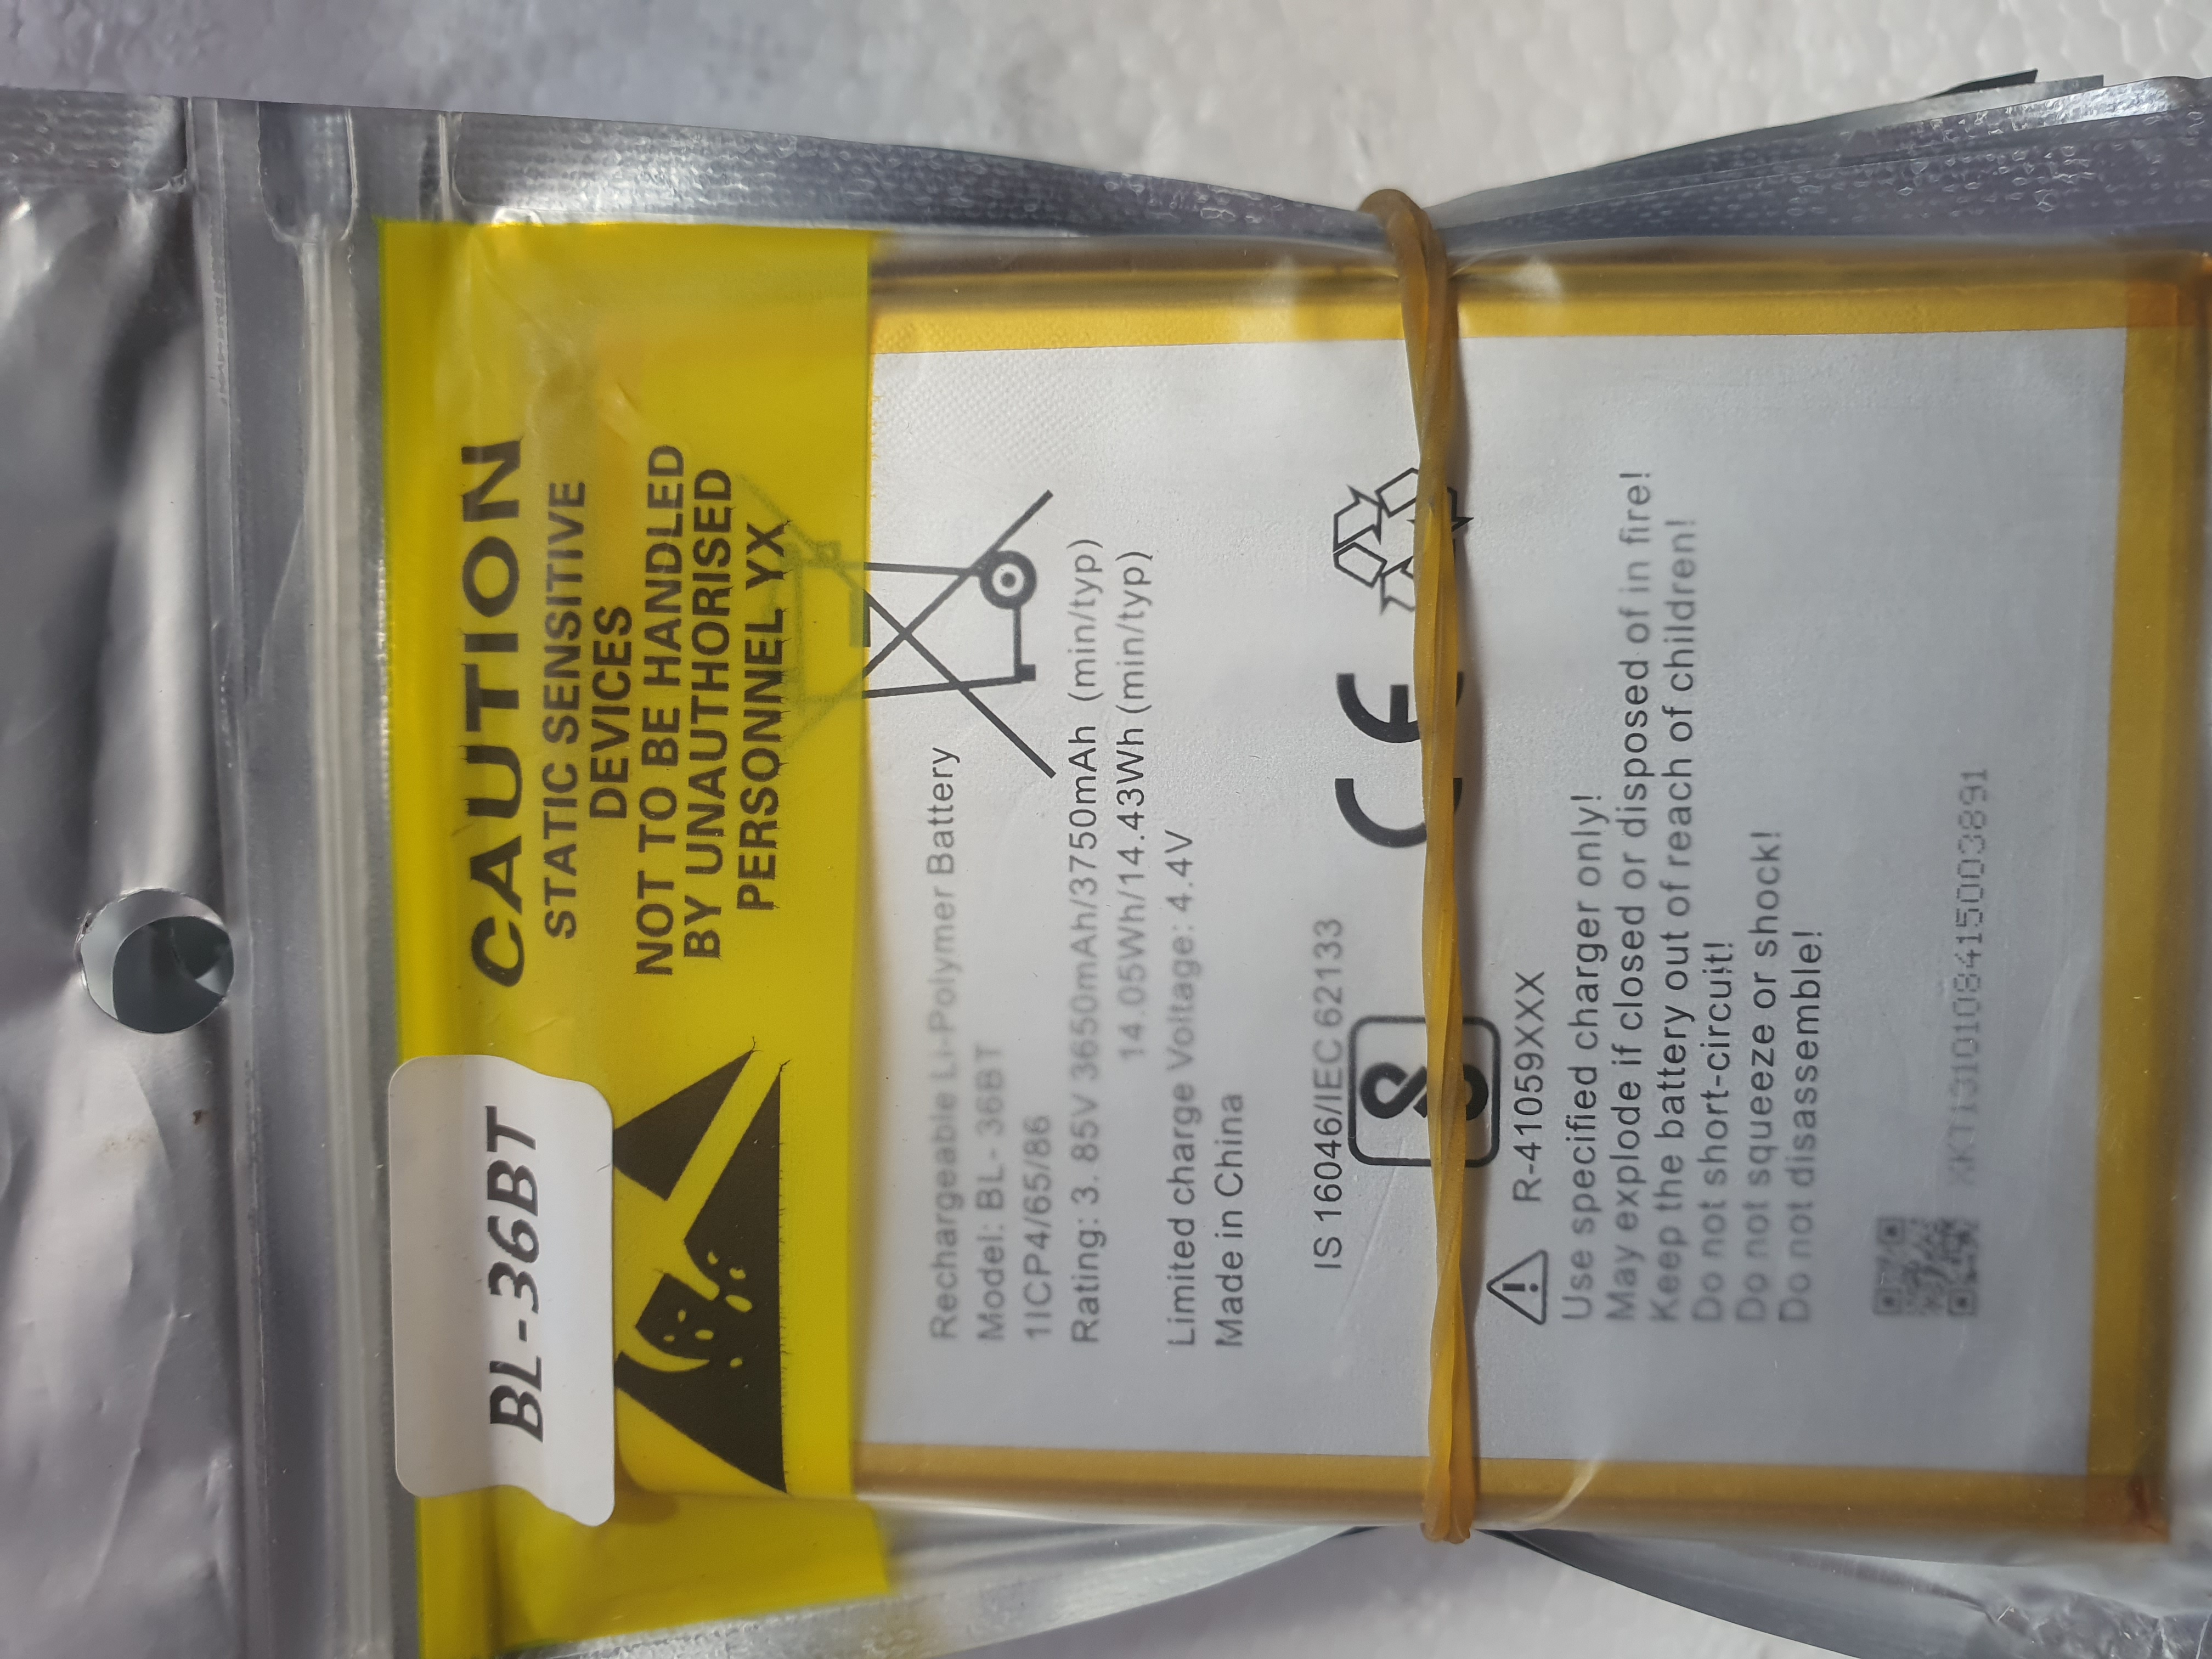 BL-36BT
CAUTION
STATIC SENSITIVE
DEVICES
NOT TO BE HANDLED
BY UNAUTHORISED
PERSONNEL YX
Rechargeable Li-Polymer Battery
Model: BL-36BT
1ICP4/65/86
Rating: 3.85V 3650mAh/3750mAh (min/typ)
14.05Wh/14.43Wh (min/typ)
Limited charge Voltage: 4.4V
Made in China
IS 16046/IEC 62133
CE
R-41059XXX
Use specified charger only!
May explode if closed or disposed of in fire!
Keep the battery out of reach of children!
Do not short-circuit!
Do not squeeze or shock!
Do not disassemble!